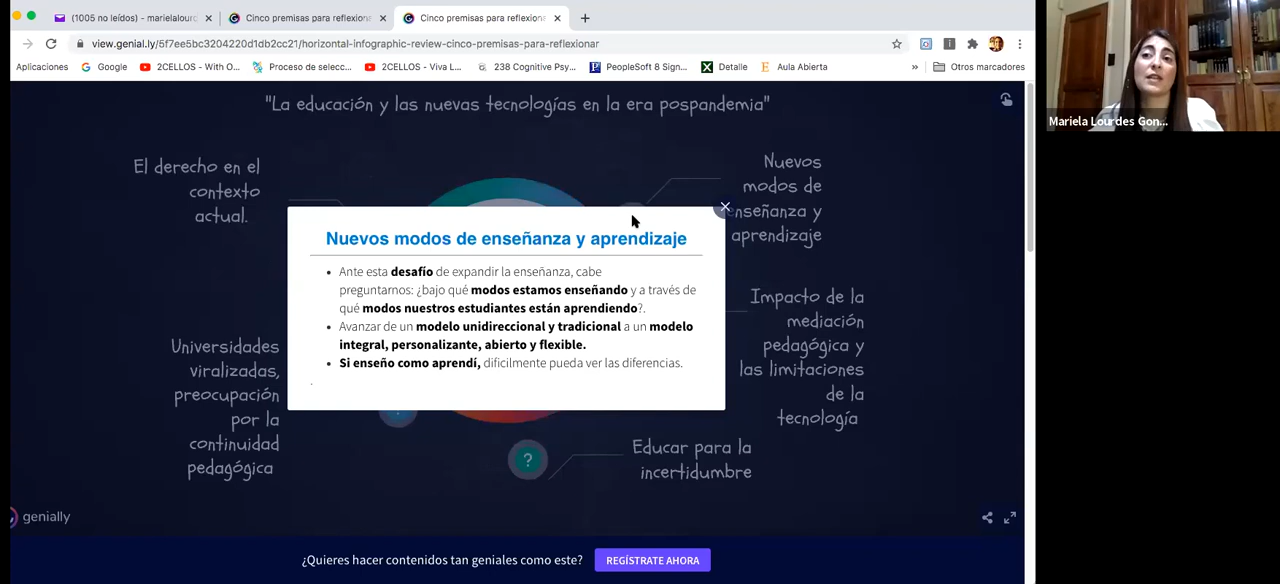 (1005 no leídos) - marielalourd
Cinco premisas para reflexiona
Cinco premisas para reflexiona
view.genial.ly/5f7ee5bc3204220d1db2cc21/horizontal-infographic-review-cinco-premisas-para-reflexionar
Aplicaciones
Google
2CELLOS - With O...
Proceso de selecc...
2CELLOS - Viva L...
238 Cognitive Psy...
PeopleSoft 8 Sign...
Detalle
Aula Abierta
»
Otros marcadores
"La educación y las nuevas tecnologías en la era pospandemia"
El derecho en el
contexto
actual.
Nuevos
modos de
enseñanza y
aprendizaje
Nuevos modos de enseñanza y aprendizaje
• Ante esta desafío de expandir la enseñanza, cabe
preguntarnos: ¿bajo qué modos estamos enseñando y a través de
qué modos nuestros estudiantes están aprendiendo?.
• Avanzar de un modelo unidireccional y tradicional a un modelo
integral, personalizante, abierto y flexible.
• Si enseño como aprendí, dificilmente pueda ver las diferencias.
.
Universidades
viralizadas,
preocupación
por la
continuidad
pedagógica
Impacto de la
mediación
pedagógica y
las limitaciones
de la
tecnología
?
Educar para la
incertidumbre
genially
¿Quieres hacer contenidos tan geniales como este?
REGÍSTRATE AHORA
Mariela Lourdes Gon...